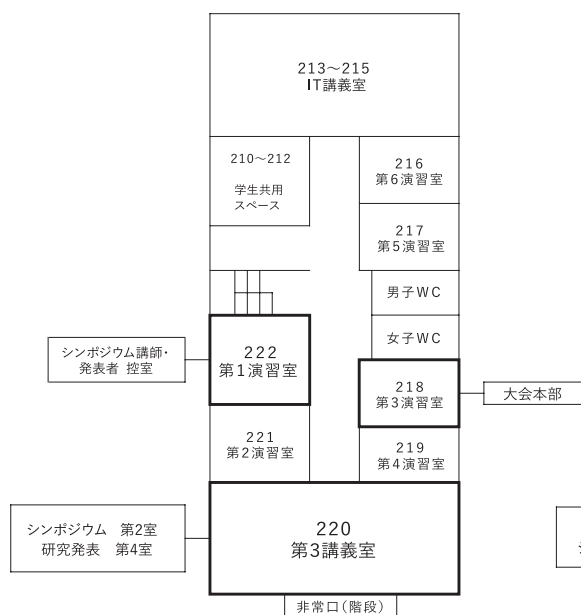 213〜215
IT講義室
210〜212
学生共用
スペース
216
第6演習室
217
第5演習室
男子WC
女子WC
シンポジウム講師・
発表者 控室
222
第1演習室
218
第3演習室
大会本部
221
第2演習室
219
第4演習室
シンポジウム 第2室
研究発表 第4室
220
第3講義室
非常口(階段)